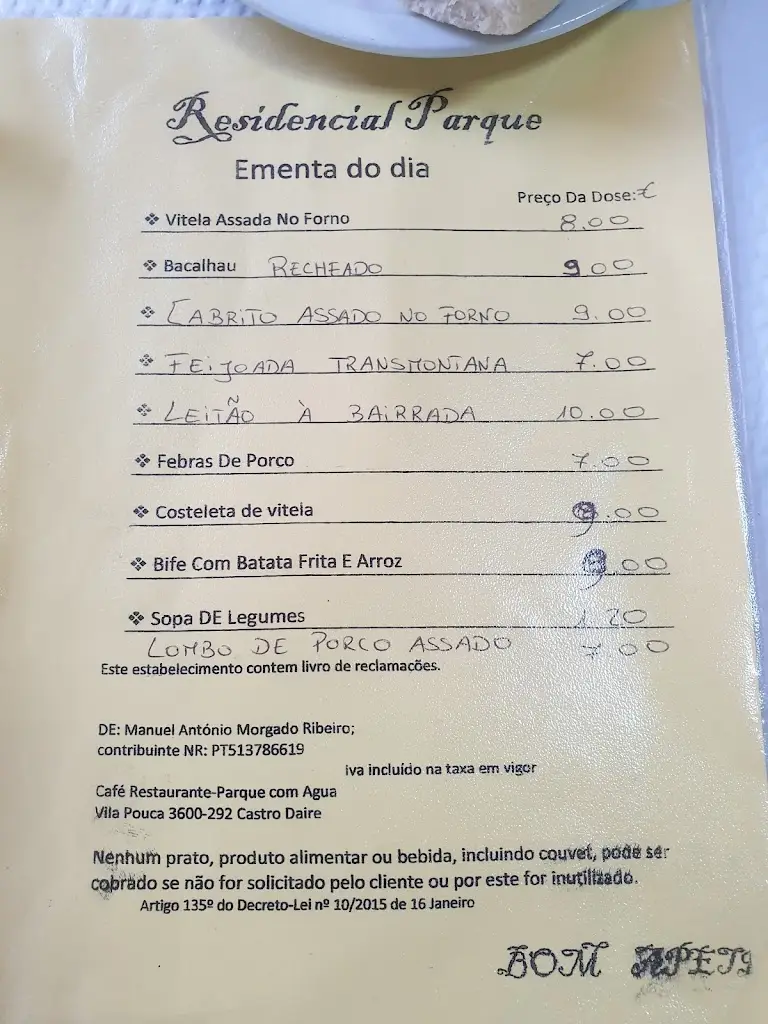 Residencial Parque
Ementa do dia
Preço Da Dose: €
❖ Vitela Assada No Forno 8.00
❖ Bacalhau RECHEADO 9.00
❖ CABRITO ASSADO NO FORNO 9.00
❖ FEIJOADA TRANSMONTANA 7.00
❖ LEITÃO À BAIRRADA 10.00
❖ Febras De Porco 7.00
❖ Costeleta de vitela 9.00
❖ Bife Com Batata Frita E Arroz 9.00
❖ Sopa DE Legumes 1.20
LOMBO DE PORCO ASSADO 7.00
Este estabelecimento contem livro de reclamações.
DE: Manuel António Morgado Ribeiro;
contribuinte NR: PT513786619
iva incluído na taxa em vigor
Café Restaurante-Parque com Agua
Vila Pouca 3600-292 Castro Daire
Nenhum prato, produto alimentar ou bebida, incluindo couvet, pode ser
cobrado se não for solicitado pelo cliente ou por este for inutilizado.
Artigo 135º do Decreto-Lei nº 10/2015 de 16 Janeiro
BOM APETI